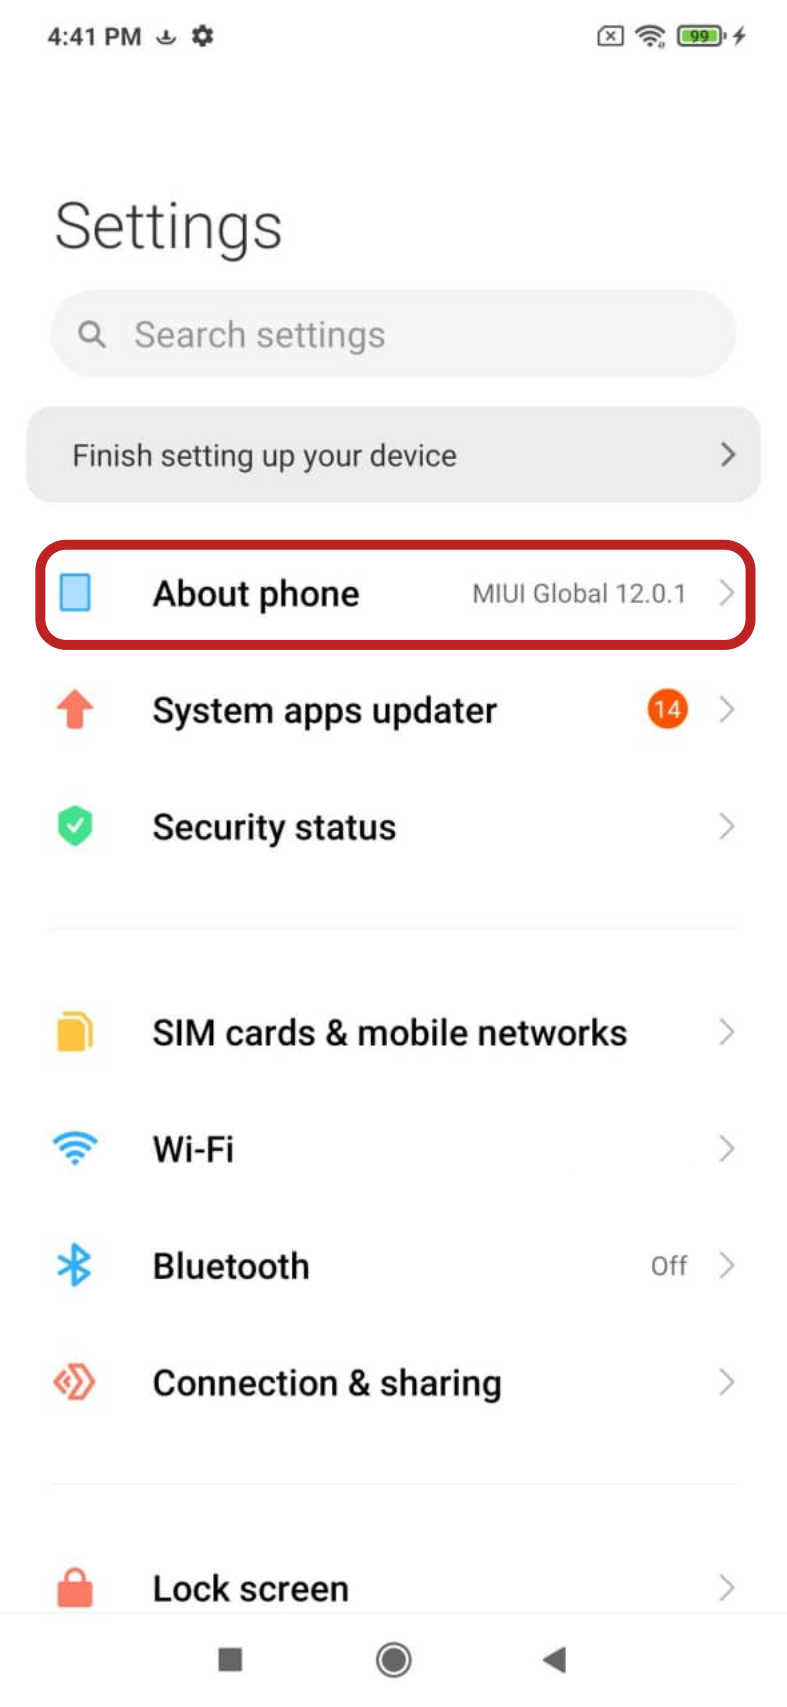 4:41 PM
99
Settings
Search settings
Finish setting up your device
About phone MIUI Global 12.0.1
System apps updater 14
Security status
SIM cards & mobile networks
Wi-Fi
Bluetooth Off
Connection & sharing
Lock screen